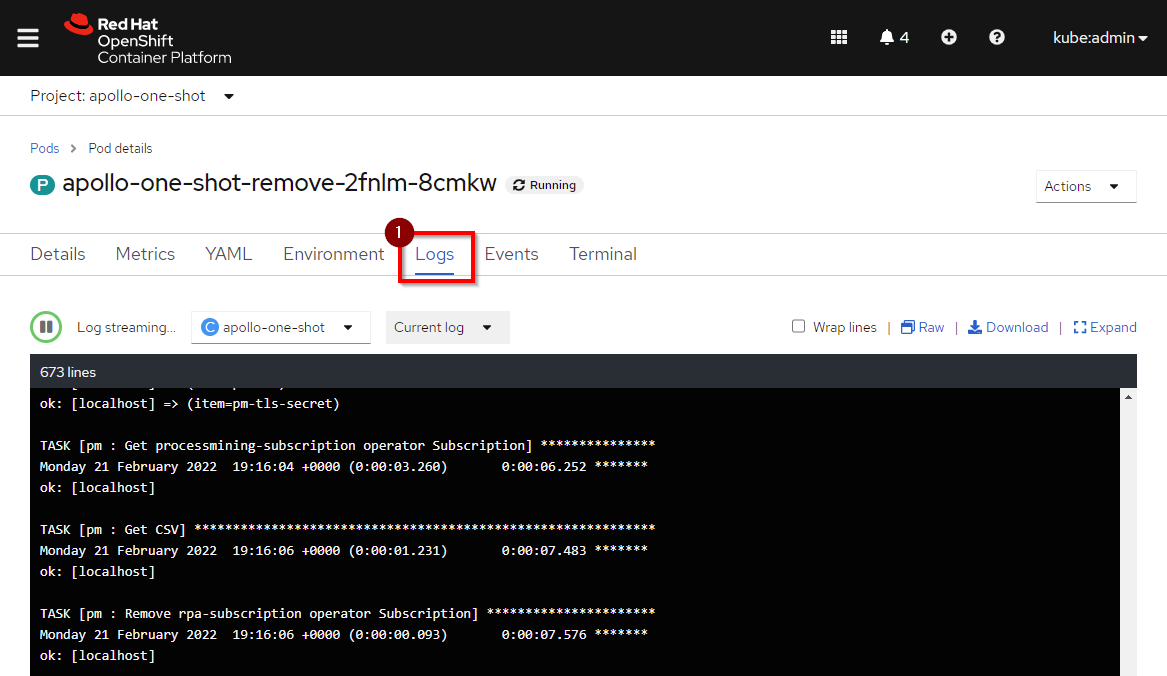 Red Hat
OpenShift
Container Platform
4
kube:admin
Project: apollo-one-shot
Pods > Pod details
P apollo-one-shot-remove-2fnlm-8cmkw Running
Actions
1
Details Metrics YAML Environment Logs Events Terminal
Log streaming... C apollo-one-shot Current log Wrap lines | Raw | Download | Expand
673 lines
ok: [localhost] => (item=pm-tls-secret)
TASK [pm : Get processmining-subscription operator Subscription] ***************
Monday 21 February 2022  19:16:04 +0000 (0:00:03.260)       0:00:06.252 *******
ok: [localhost]
TASK [pm : Get CSV] ************************************************************
Monday 21 February 2022  19:16:06 +0000 (0:00:01.231)       0:00:07.483 *******
ok: [localhost]
TASK [pm : Remove rpa-subscription operator Subscription] **********************
Monday 21 February 2022  19:16:06 +0000 (0:00:00.093)       0:00:07.576 *******
ok: [localhost]